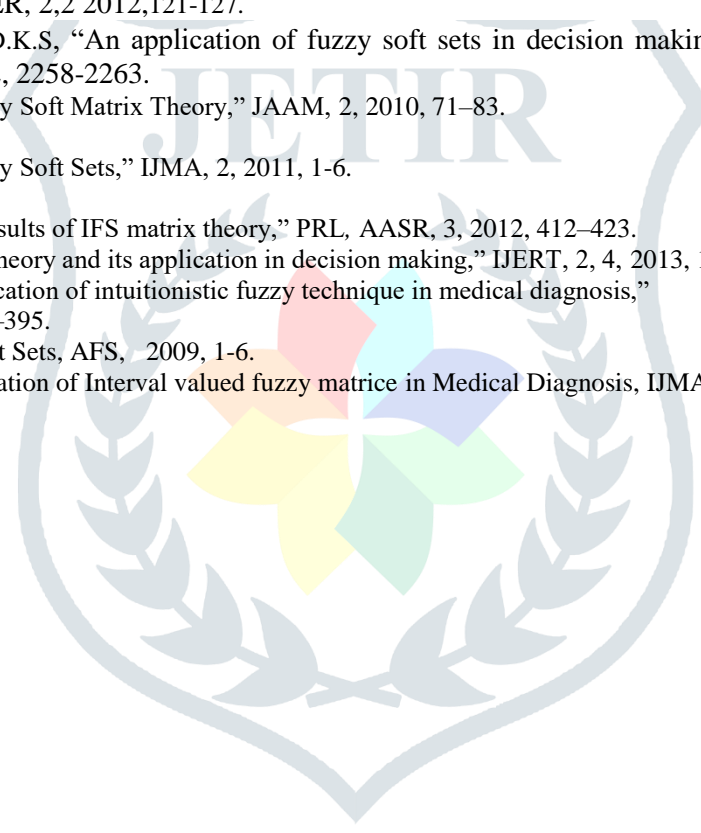 ER, 2,2 2012,121-127.
D.K.S, “An application of fuzzy soft sets in decision makin
, 2258-2263.
y Soft Matrix Theory,” JAAM, 2, 2010, 71–83.
JETIR
y Soft Sets,” IJMA, 2, 2011, 1-6.
sults of IFS matrix theory,” PRL, AASR, 3, 2012, 412–423.
heory and its application in decision making,” IJERT, 2, 4, 2013, 1
cation of intuitionistic fuzzy technique in medical diagnosis,”
–395.
t Sets, AFS, 2009, 1-6.
ation of Interval valued fuzzy matrice in Medical Diagnosis, IJMA